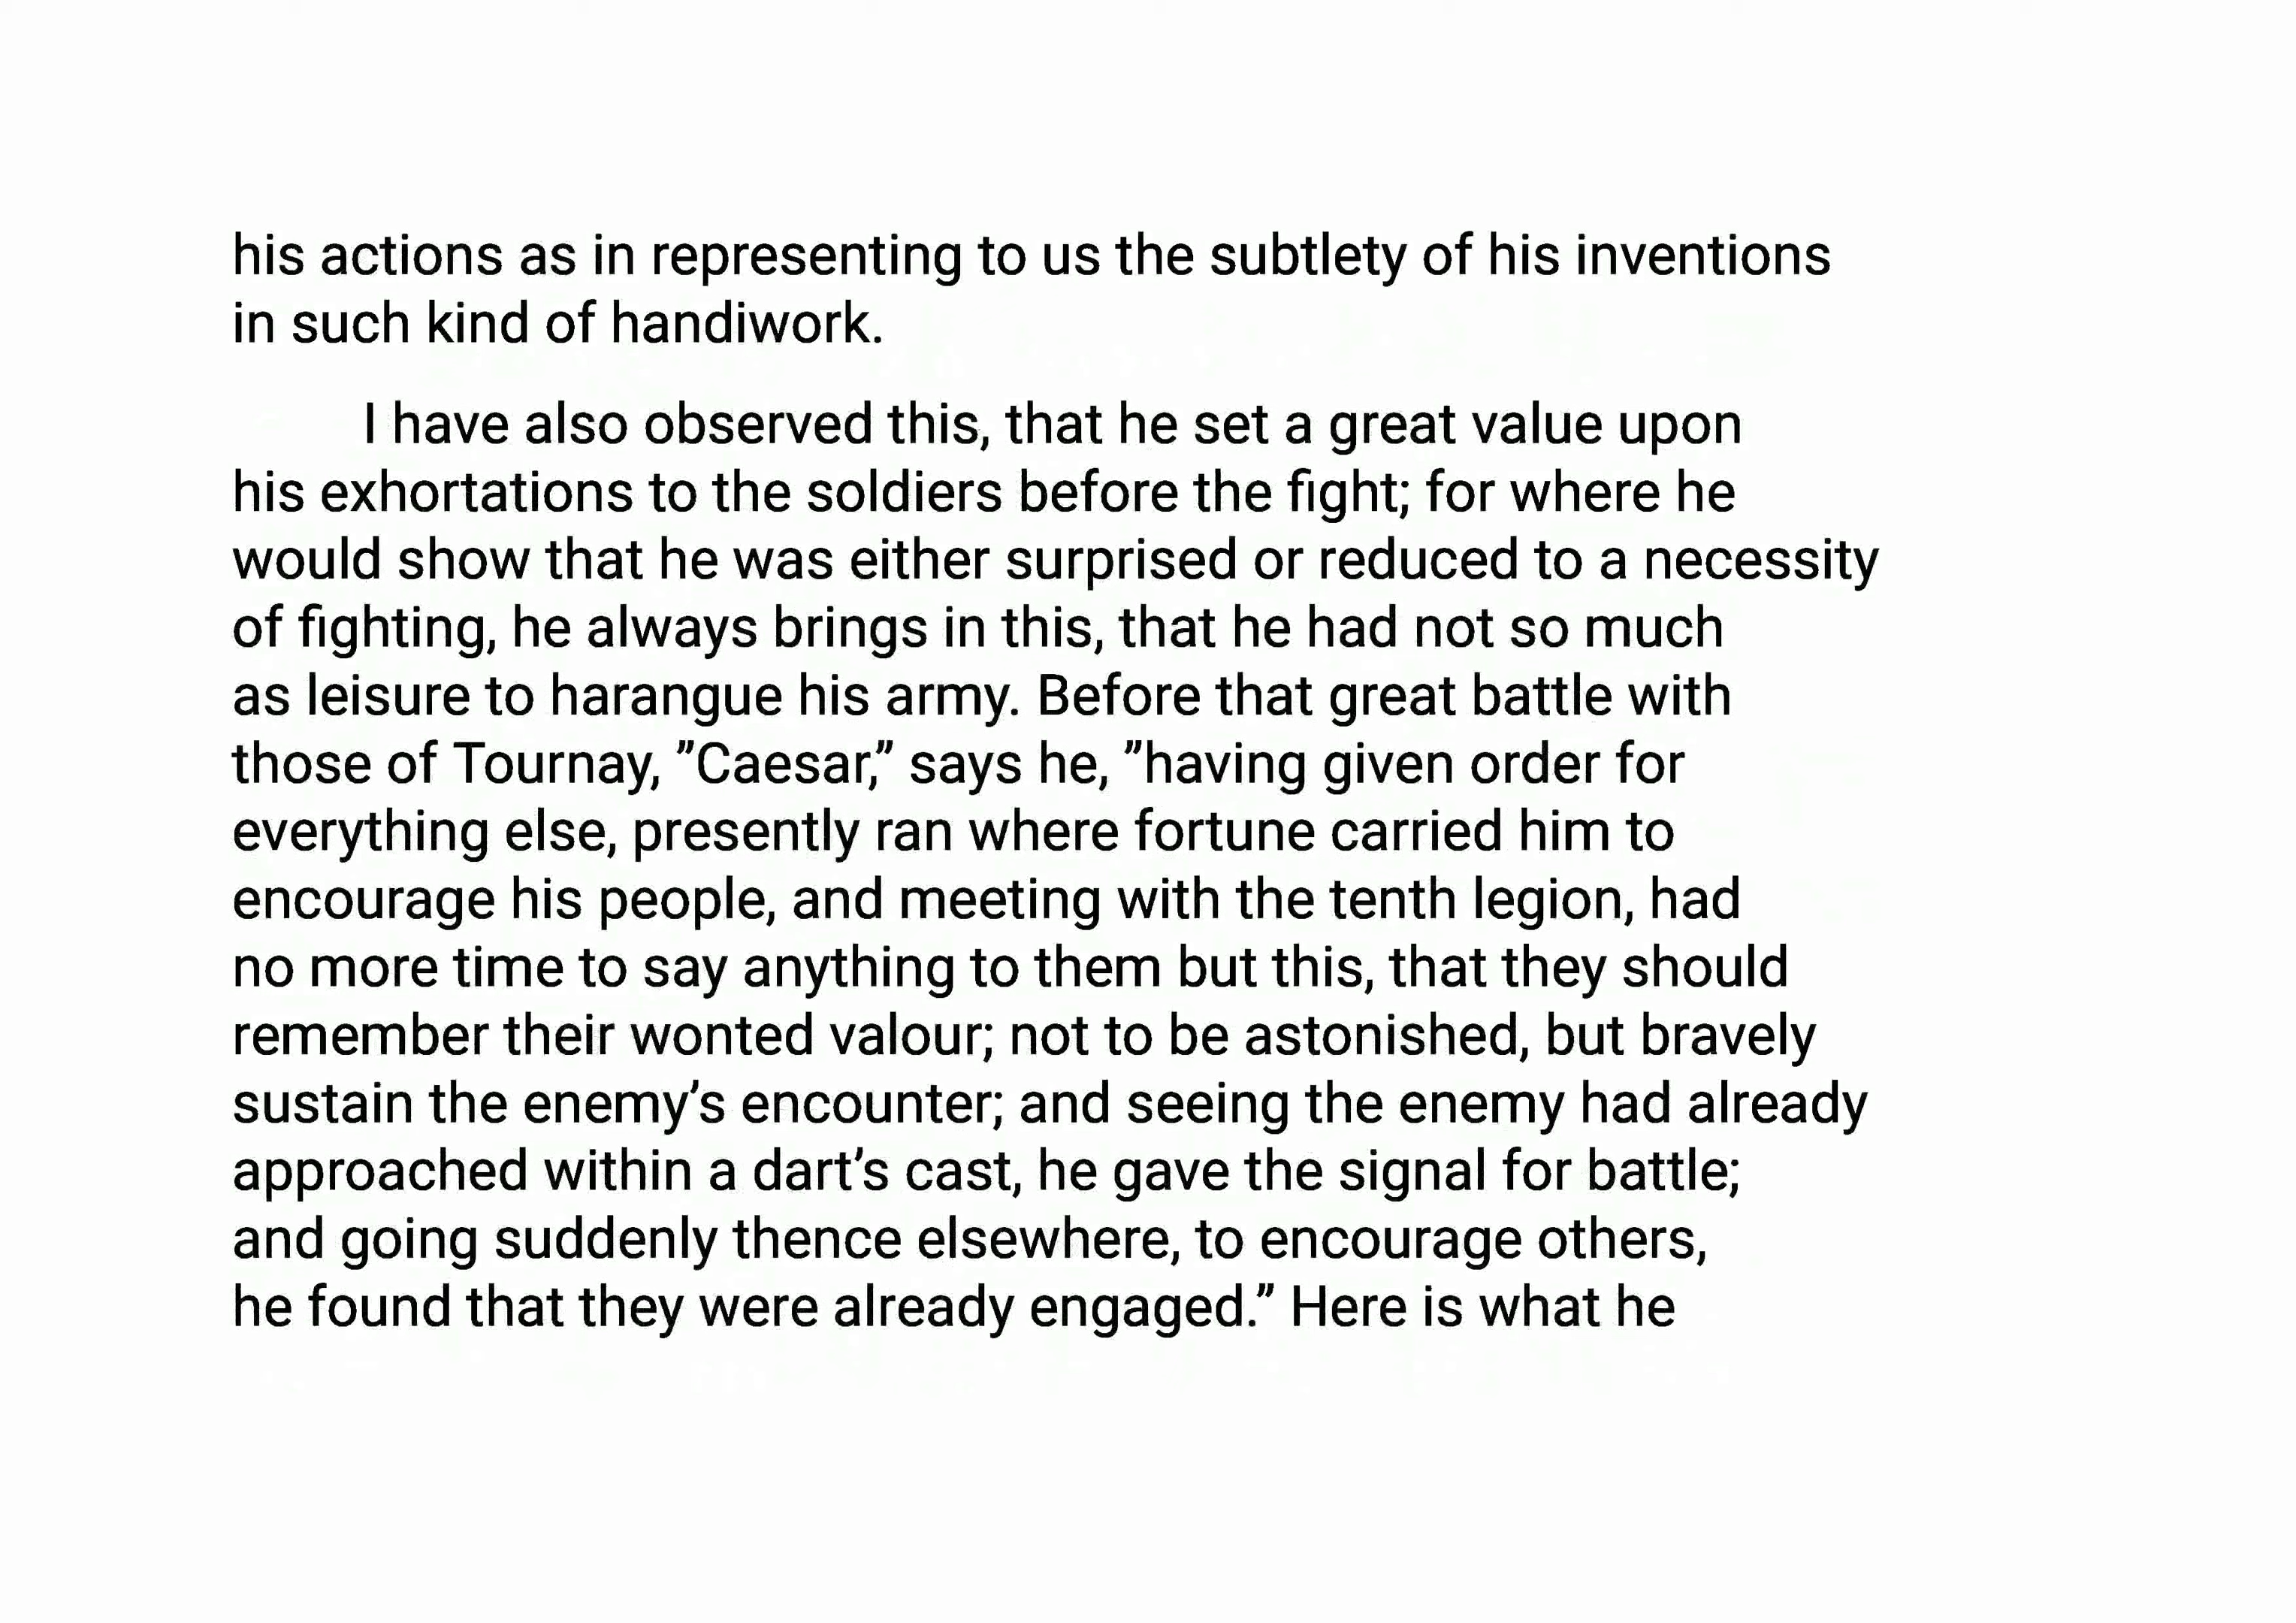 his actions as in representing to us the subtlety of his inventions
in such kind of handiwork.
I have also observed this, that he set a great value upon
his exhortations to the soldiers before the fight; for where he
would show that he was either surprised or reduced to a necessity
of fighting, he always brings in this, that he had not so much
as leisure to harangue his army. Before that great battle with
those of Tournay, ”Caesar,” says he, ”having given order for
everything else, presently ran where fortune carried him to
encourage his people, and meeting with the tenth legion, had
no more time to say anything to them but this, that they should
remember their wonted valour; not to be astonished, but bravely
sustain the enemy’s encounter; and seeing the enemy had already
approached within a dart’s cast, he gave the signal for battle;
and going suddenly thence elsewhere, to encourage others,
he found that they were already engaged.” Here is what he